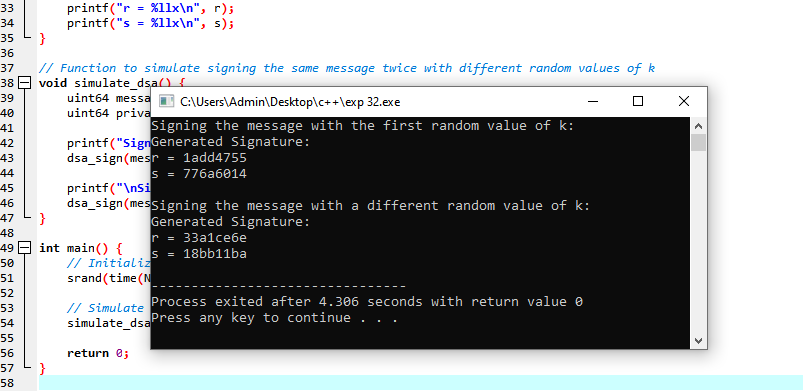 33 printf("r = %llx\n", r);
34 printf("s = %llx\n", s);
35 }
36
37 // Function to simulate signing the same message twice with different random values of k
38 void simulate_dsa() {
39 uint64 messa
40 uint64 priva
41
42 printf("Sign
43 dsa_sign(mes
44
45 printf("\nSi
46 dsa_sign(mes
47 }
48
49 int main() {
50 // Initializ
51 srand(time(N
52
53 // Simulate
54 simulate_dsa
55
56 return 0;
57 }
58
C:\Users\Admin\Desktop\c++\exp 32.exe
Signing the message with the first random value of k:
Generated Signature:
r = 1add4755
s = 776a6014
Signing the message with a different random value of k:
Generated Signature:
r = 33a1ce6e
s = 18bb11ba
--------------------------------
Process exited after 4.306 seconds with return value 0
Press any key to continue . . .